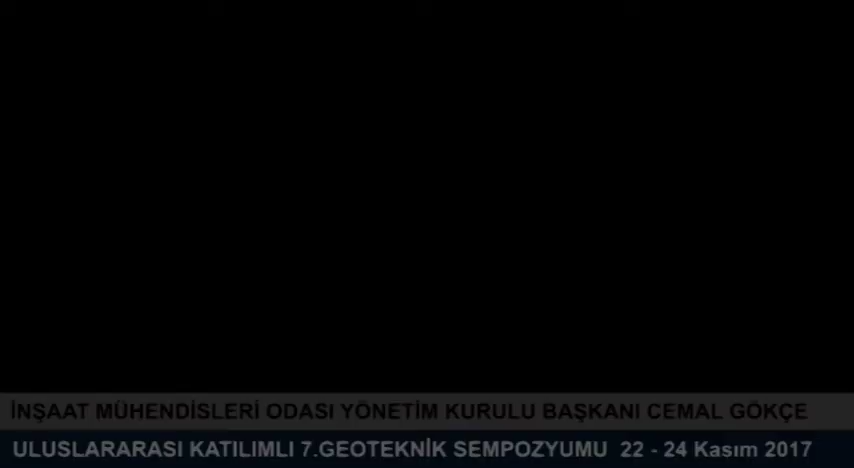 İNŞAAT MÜHENDİSLERİ ODASI YÖNETİM KURULU BAŞKANI CEMAL GÖKÇE
ULUSLARARASI KATILIMLI 7.GEOTEKNİK SEMPOZYUMU 22 - 24 Kasım 2017